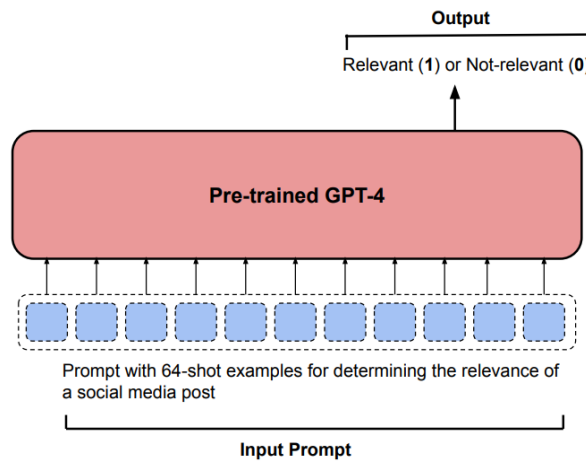 Output
Relevant (1) or Not-relevant (0)
Pre-trained GPT-4
Prompt with 64-shot examples for determining the relevance of
a social media post
Input Prompt